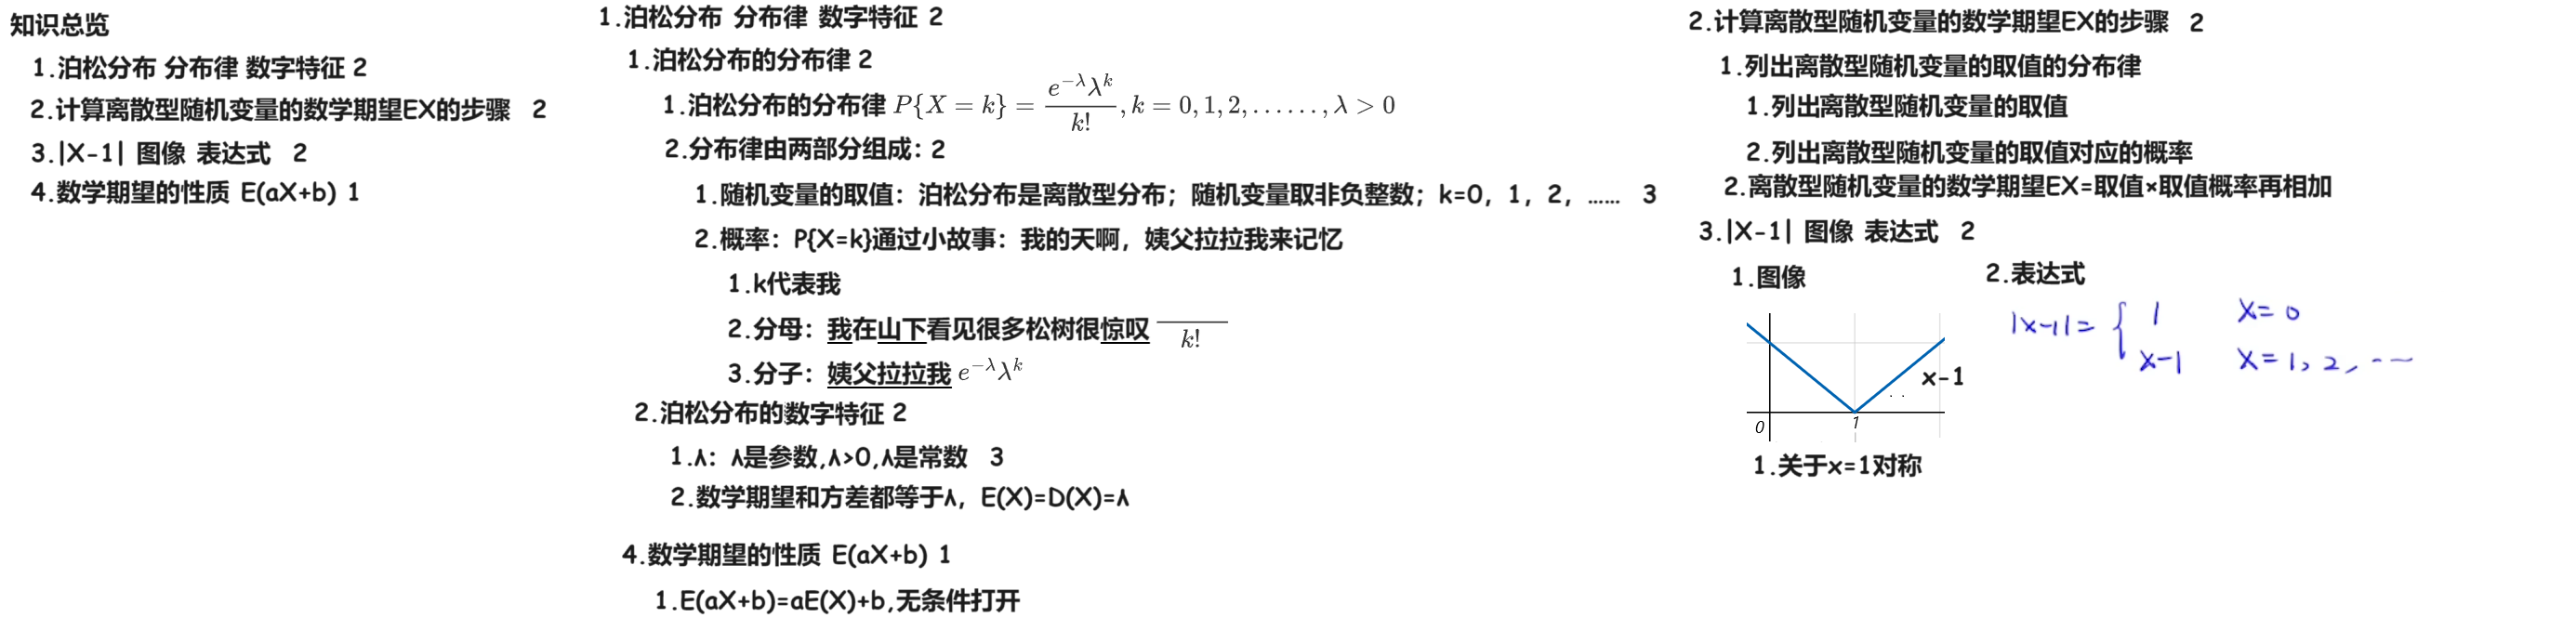 知识总览
1.泊松分布 分布律 数字特征 2
2.计算离散型随机变量的数学期望EX的步骤 2
3.|X-1| 图像 表达式 2
4.数学期望的性质 E(aX+b) 1
1.泊松分布 分布律 数字特征 2
1.泊松分布的分布律 2
1.泊松分布的分布律 P{X = k} = \frac{e^{-λ}λ^k}{k!}, k = 0, 1, 2, ......, λ > 0
2.分布律由两部分组成：2
1.随机变量的取值：泊松分布是离散型分布；随机变量取非负整数；k=0，1，2，…… 3
2.概率：P{X=k}通过小故事：我的天啊，姨父拉拉我来记忆
1.k代表我
2.分母：我在山下看见很多松树很惊叹 \frac{}{k!}
3.分子：姨父拉拉我 e^{-λ}λ^k
2.泊松分布的数字特征 2
1.λ：λ是参数,λ>0,λ是常数 3
2.数学期望和方差都等于λ，E(X)=D(X)=λ
4.数学期望的性质 E(aX+b) 1
1.E(aX+b)=aE(X)+b,无条件打开
2.计算离散型随机变量的数学期望EX的步骤 2
1.列出离散型随机变量的取值的分布律
1.列出离散型随机变量的取值
2.列出离散型随机变量的取值对应的概率
2.离散型随机变量的数学期望EX=取值×取值概率再相加
3.|X-1| 图像 表达式 2
1.图像
x-1
0
1
1.关于x=1对称
2.表达式
|x-1|= { 1 x=0
x-1 x=1, 2, ……